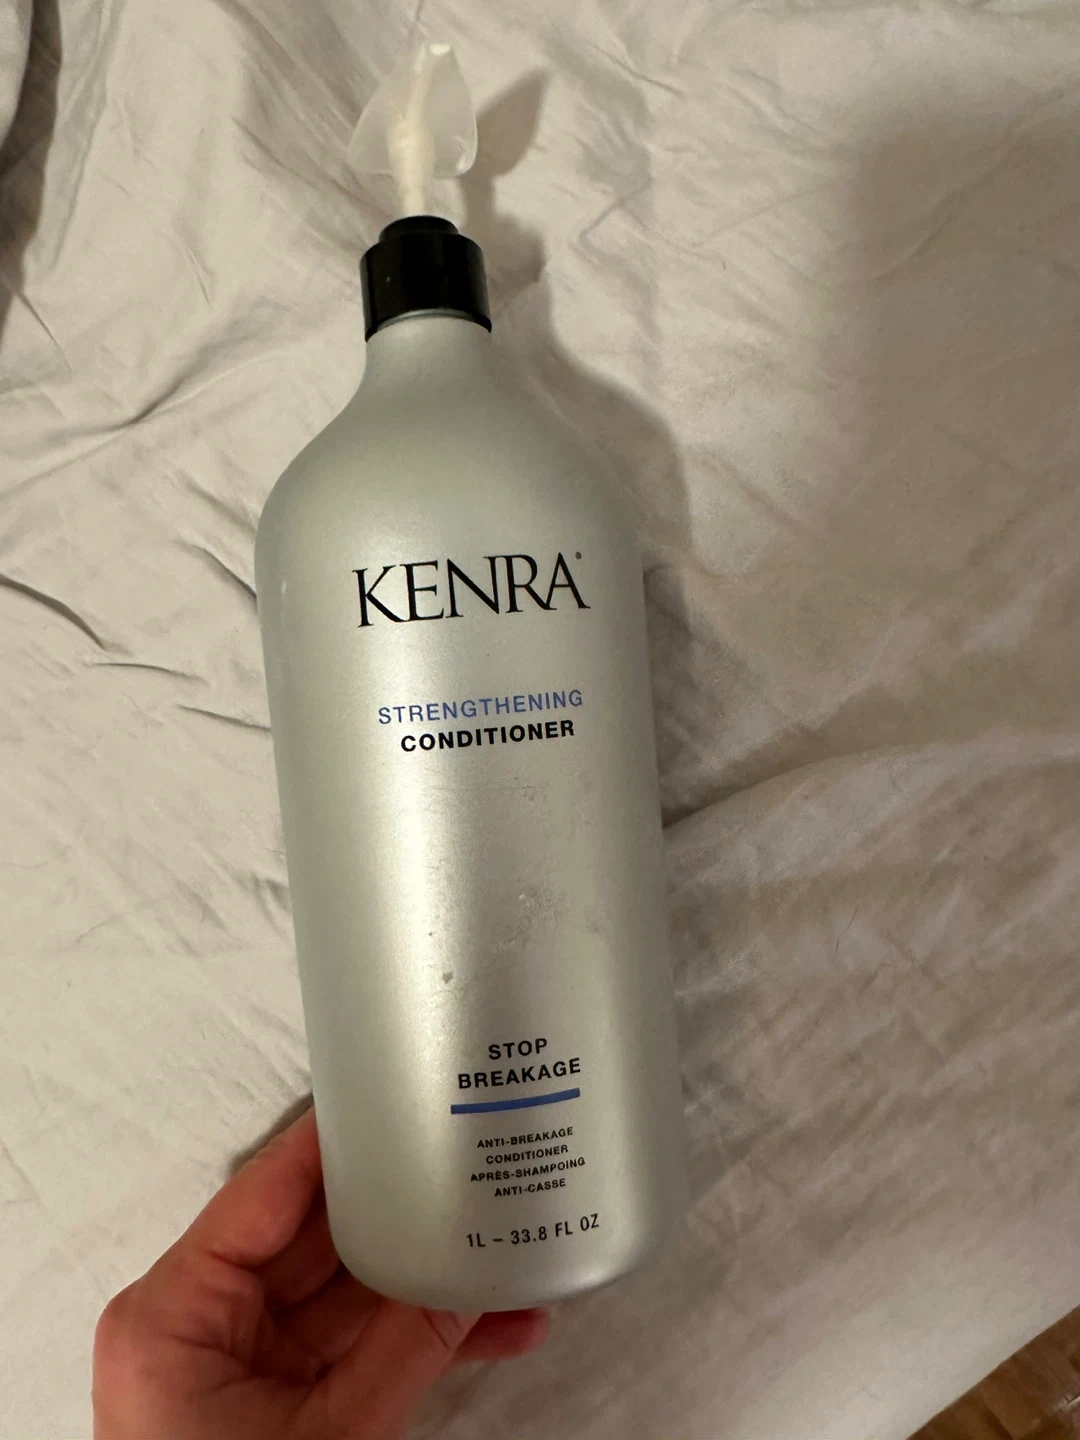 KENRA®
STRENGTHENING
CONDITIONER
STOP
BREAKAGE
ANTI-BREAKAGE
CONDITIONER
APRÈS-SHAMPOING
ANTI-CASSE
1L – 33.8 FL OZ